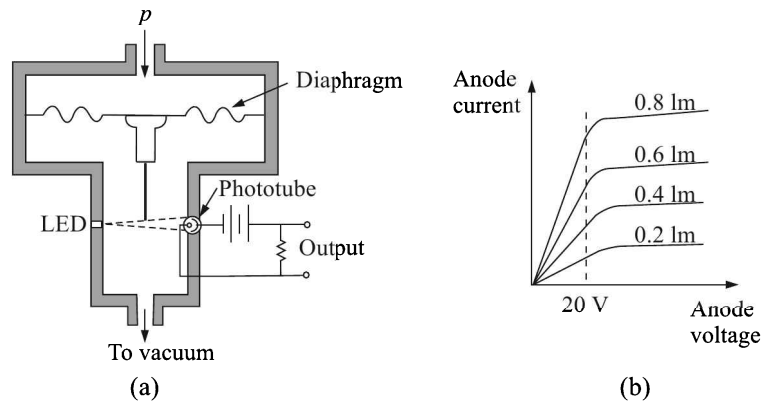 p
Diaphragm
Phototube
LED
Output
To vacuum
(a)
Anode
current
0.8 lm
0.6 lm
0.4 lm
0.2 lm
20 V
Anode
voltage
(b)